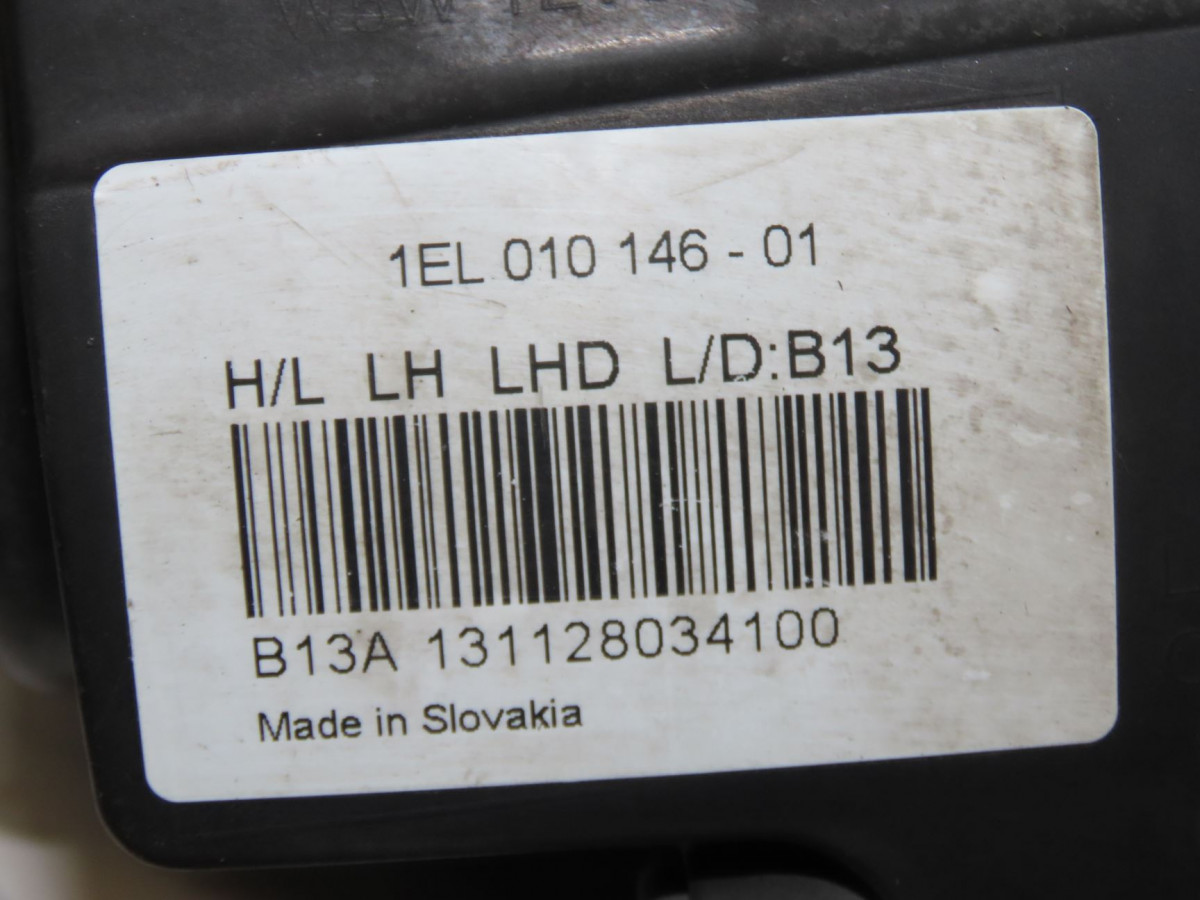 1EL 010 146 - 01
H/L LH LHD L/D:B13
B13A 131128034100
Made in Slovakia